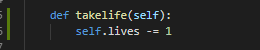 def takelife(self):
self.lives -= 1